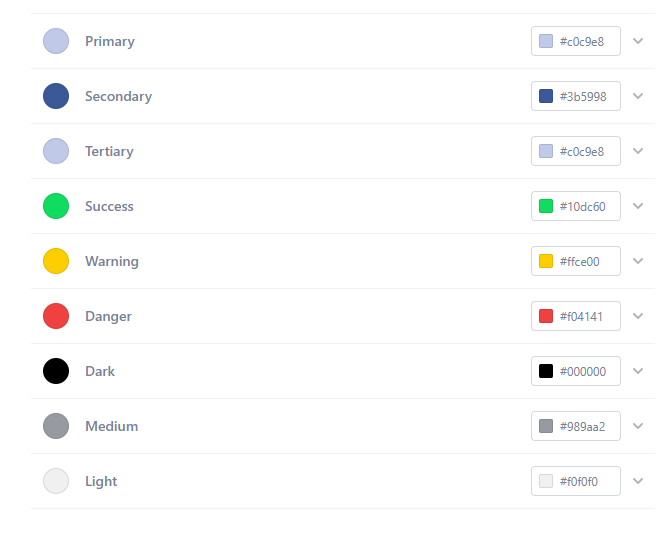 Primary #c0c9e8
Secondary #3b5998
Tertiary #c0c9e8
Success #10dc60
Warning #ffce00
Danger #f04141
Dark #000000
Medium #989aa2
Light #f0f0f0